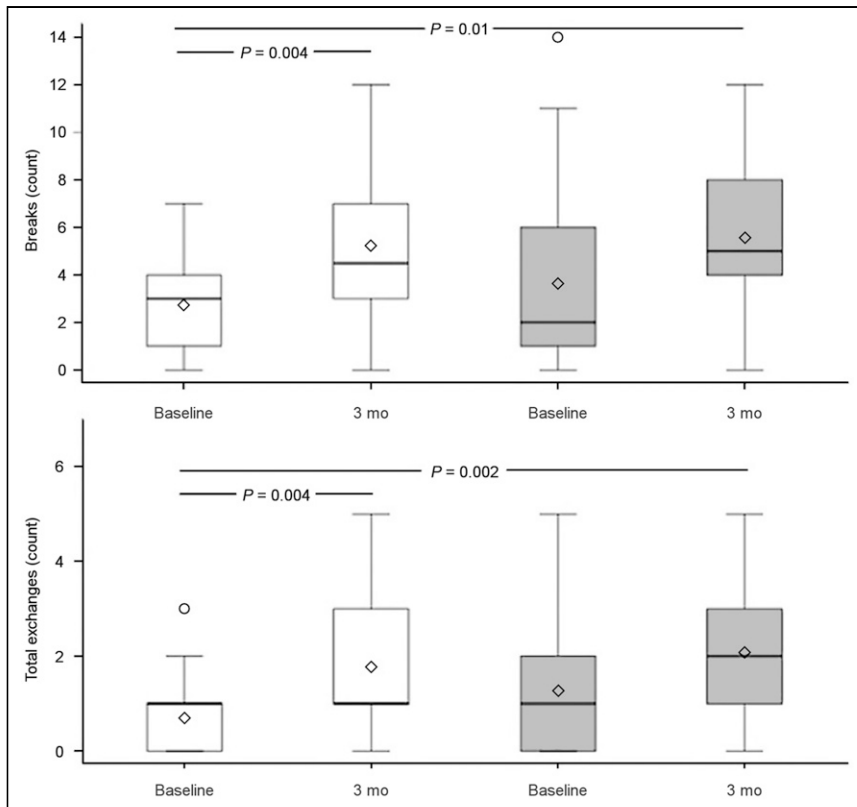 14
P = 0.01
P = 0.004
12
10
8
6
4
2
0
Breaks (count)
Baseline 3 mo Baseline 3 mo
6
P = 0.002
P = 0.004
4
2
0
Total exchanges (count)
Baseline 3 mo Baseline 3 mo